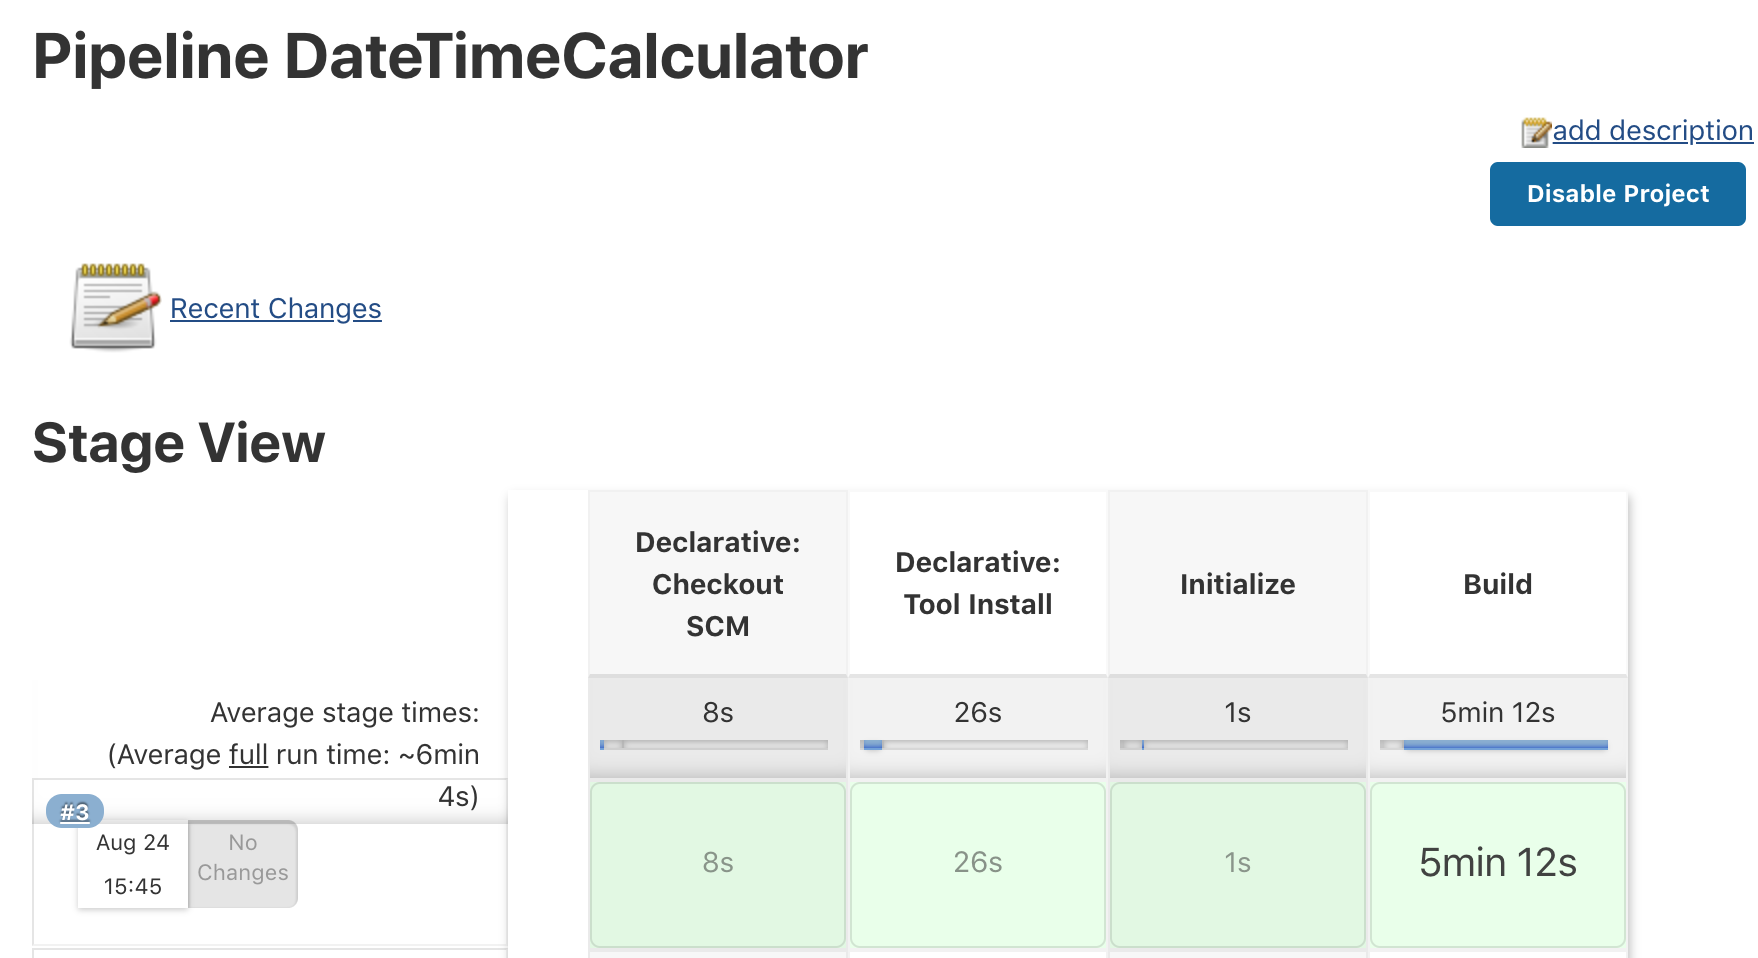 Pipeline DateTimeCalculator
add description
Disable Project
Recent Changes
Stage View
Declarative:
Checkout
SCM
Declarative:
Tool Install
Initialize
Build
Average stage times:
(Average full run time: ~6min
4s)
8s
26s
1s
5min 12s
#3
Aug 24
15:45
No
Changes
8s
26s
1s
5min 12s